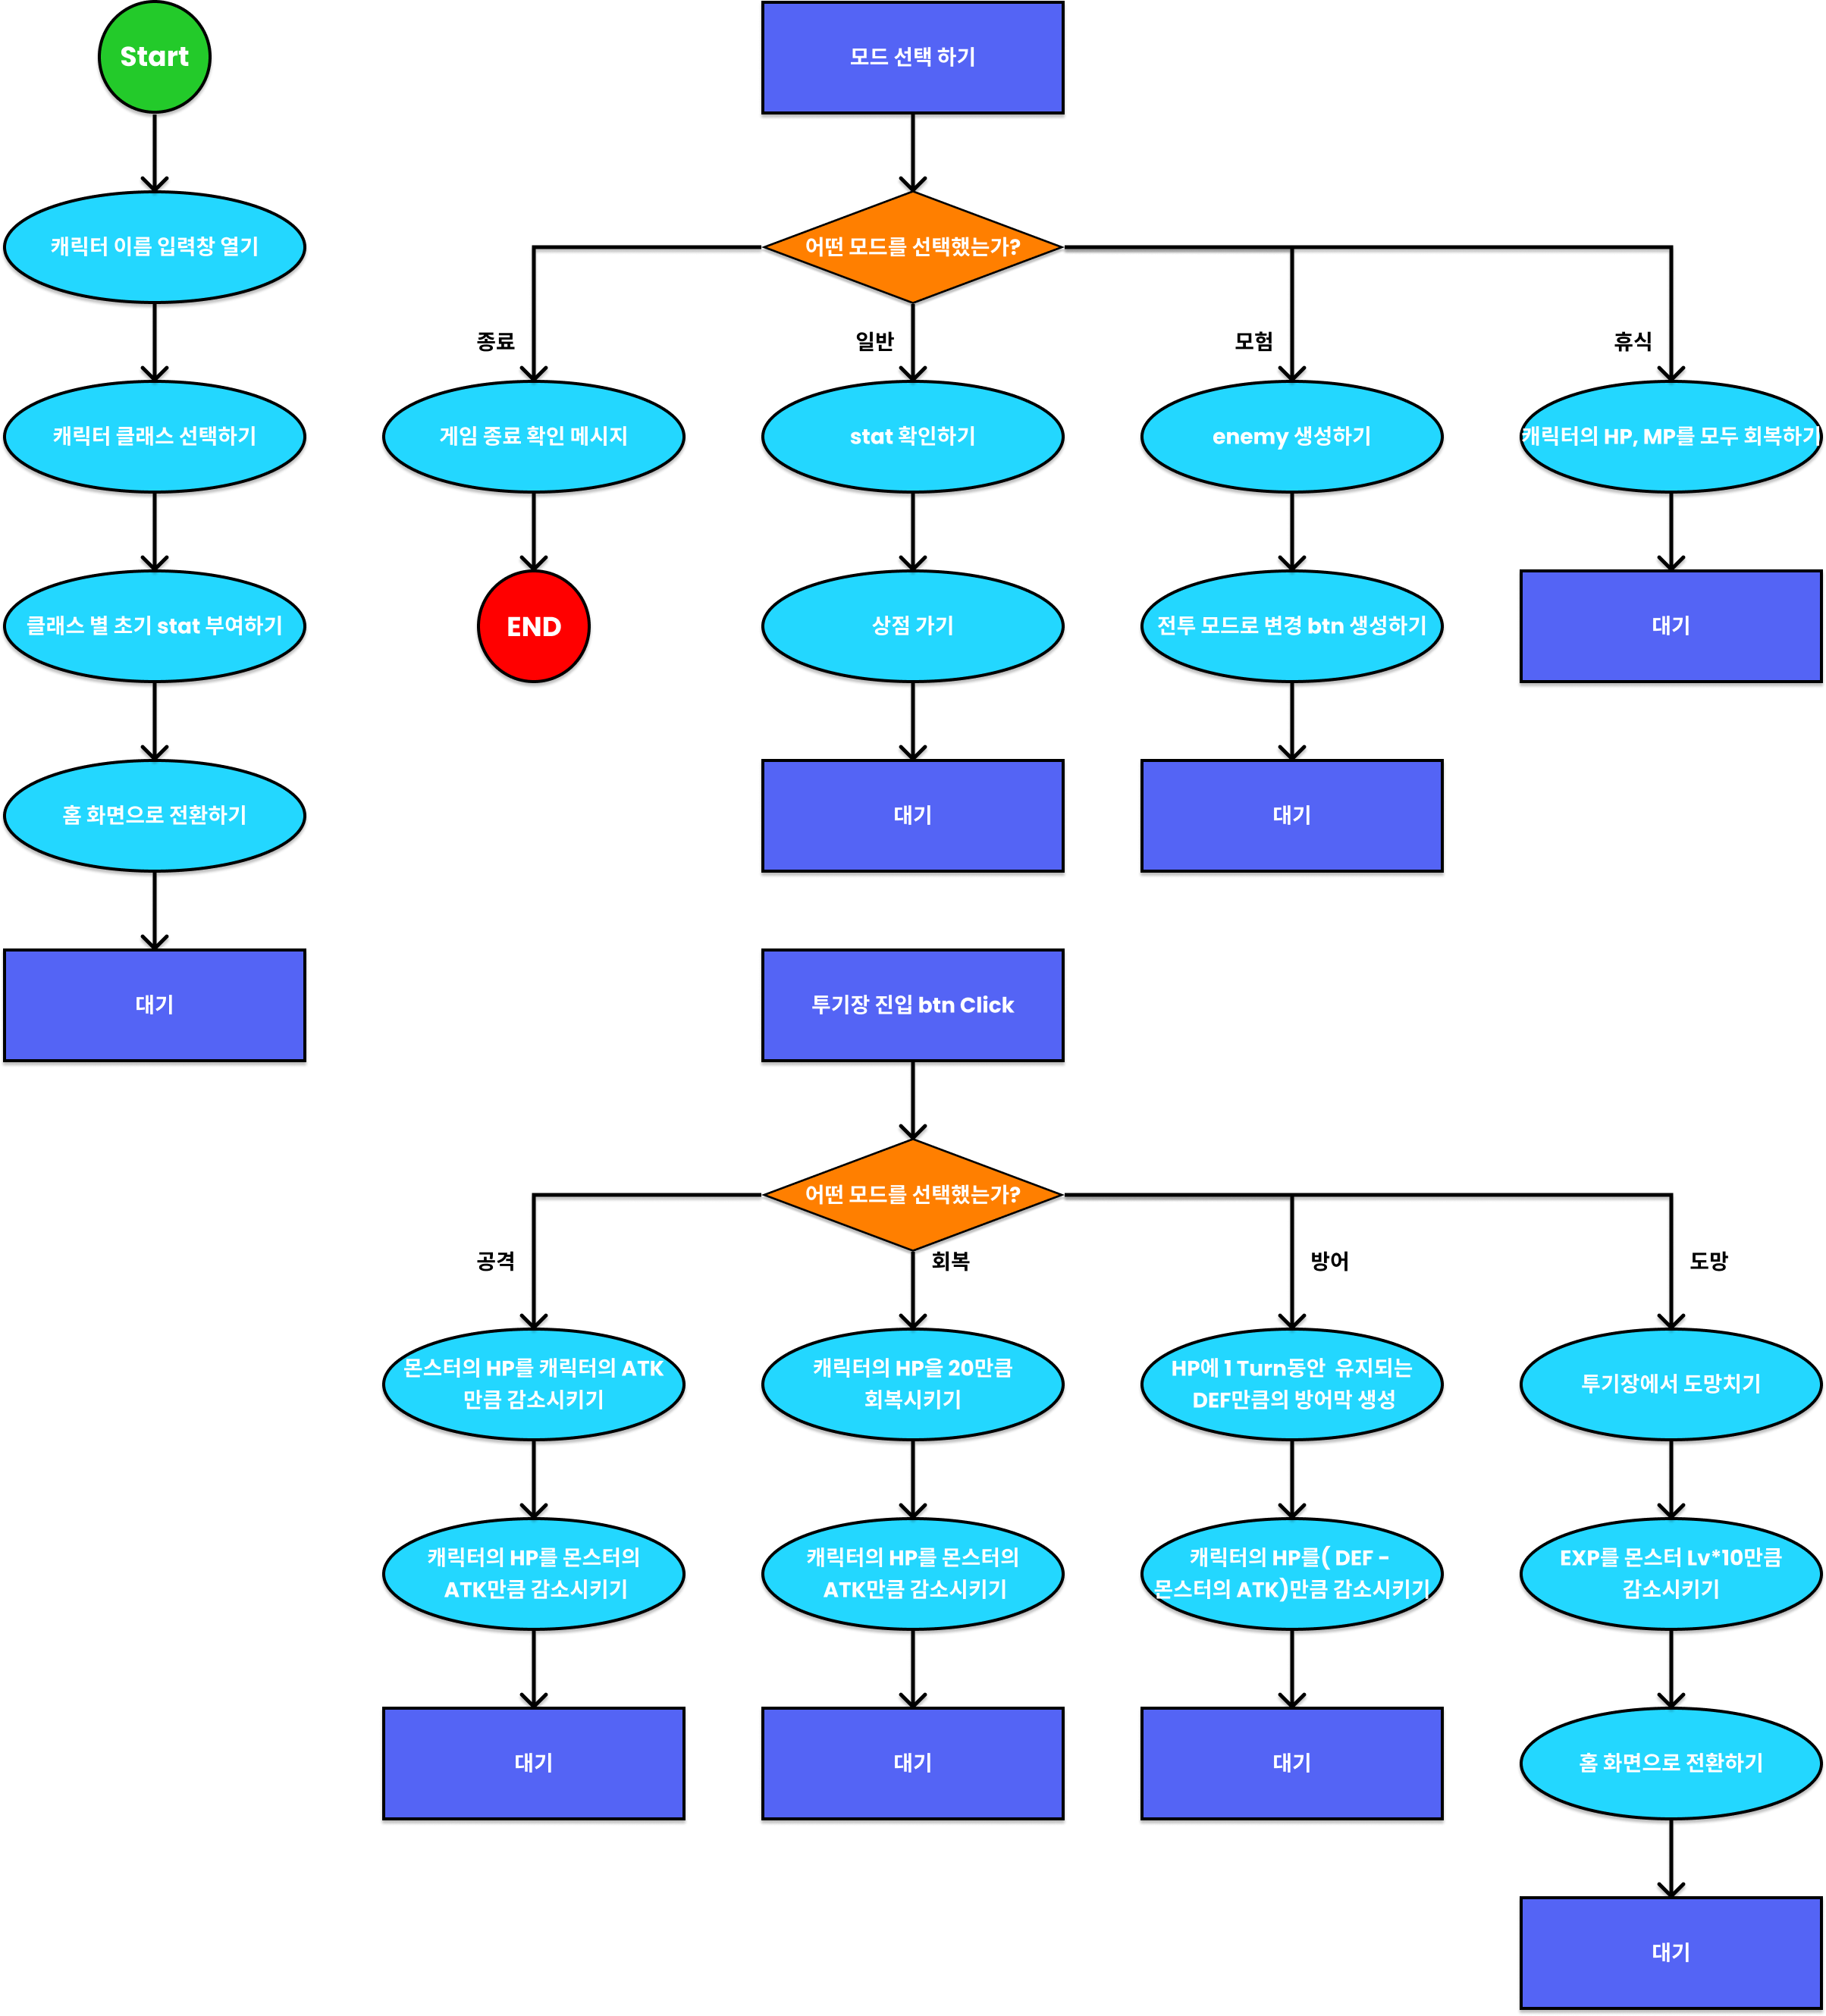 Start
캐릭터 이름 입력창 열기
캐릭터 클래스 선택하기
클래스 별 초기 stat 부여하기
홈 화면으로 전환하기
대기
모드 선택 하기
어떤 모드를 선택했는가?
종료
일반
모험
휴식
게임 종료 확인 메시지
stat 확인하기
enemy 생성하기
캐릭터의 HP, MP를 모두 회복하기
END
상점 가기
전투 모드로 변경 btn 생성하기
대기
대기
대기
투기장 진입 btn Click
어떤 모드를 선택했는가?
공격
회복
방어
도망
몬스터의 HP를 캐릭터의 ATK
만큼 감소시키기
캐릭터의 HP을 20만큼
회복시키기
HP에 1 Turn동안  유지되는
DEF만큼의 방어막 생성
투기장에서 도망치기
캐릭터의 HP를 몬스터의
ATK만큼 감소시키기
캐릭터의 HP를 몬스터의
ATK만큼 감소시키기
캐릭터의 HP를( DEF -
몬스터의 ATK)만큼 감소시키기
EXP를 몬스터 Lv*10만큼
감소시키기
대기
대기
대기
홈 화면으로 전환하기
대기